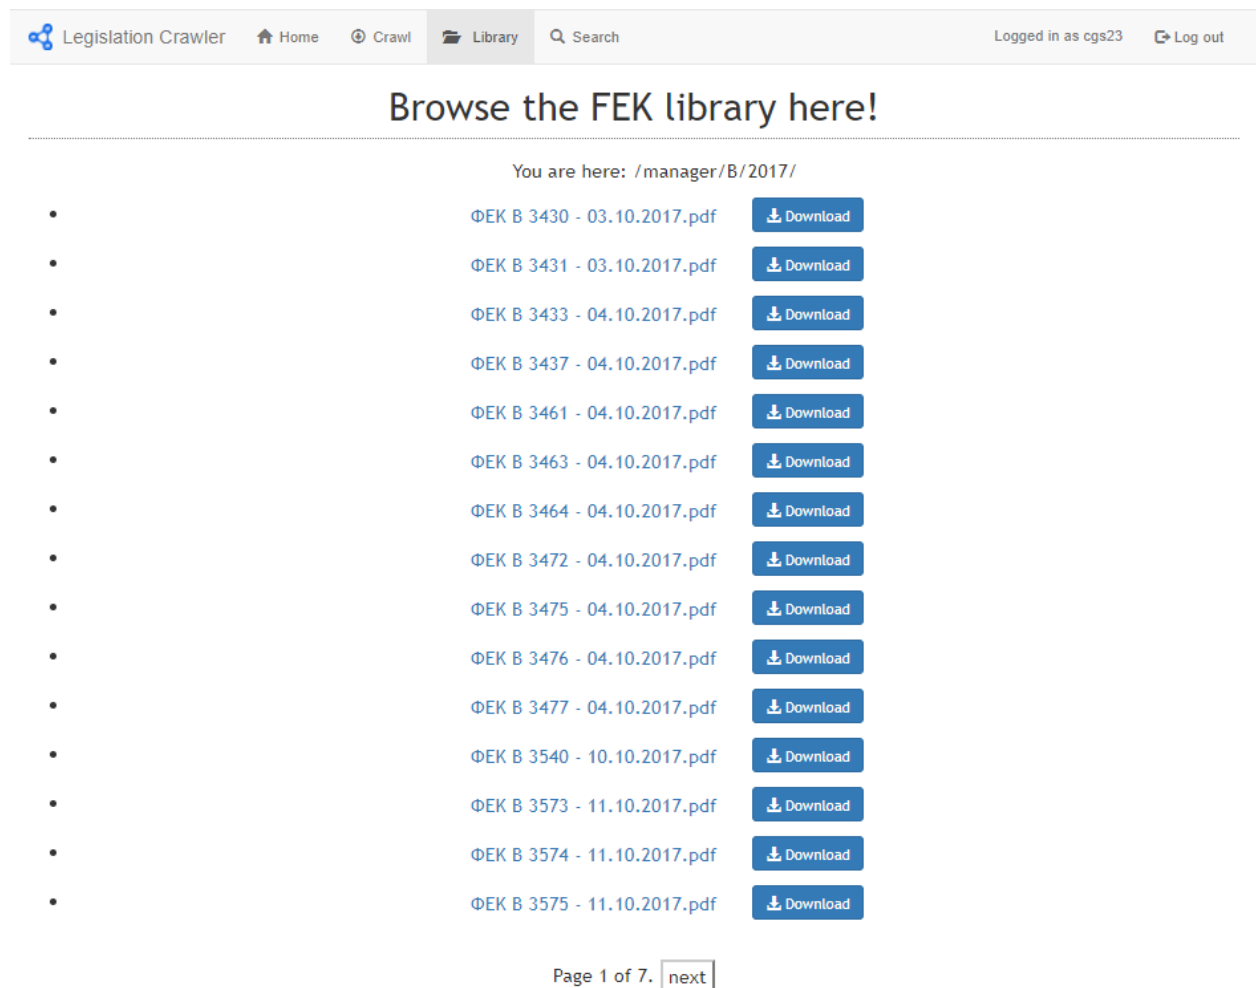 Legislation Crawler Home Crawl Library Search Logged in as cgs23 Log out
Browse the FEK library here!
You are here: /manager/B/2017/
ΦΕΚ B 3430 - 03.10.2017.pdf Download
ΦΕΚ B 3431 - 03.10.2017.pdf Download
ΦΕΚ B 3433 - 04.10.2017.pdf Download
ΦΕΚ B 3437 - 04.10.2017.pdf Download
ΦΕΚ B 3461 - 04.10.2017.pdf Download
ΦΕΚ B 3463 - 04.10.2017.pdf Download
ΦΕΚ B 3464 - 04.10.2017.pdf Download
ΦΕΚ B 3472 - 04.10.2017.pdf Download
ΦΕΚ B 3475 - 04.10.2017.pdf Download
ΦΕΚ B 3476 - 04.10.2017.pdf Download
ΦΕΚ B 3477 - 04.10.2017.pdf Download
ΦΕΚ B 3540 - 10.10.2017.pdf Download
ΦΕΚ B 3573 - 11.10.2017.pdf Download
ΦΕΚ B 3574 - 11.10.2017.pdf Download
ΦΕΚ B 3575 - 11.10.2017.pdf Download
Page 1 of 7. next